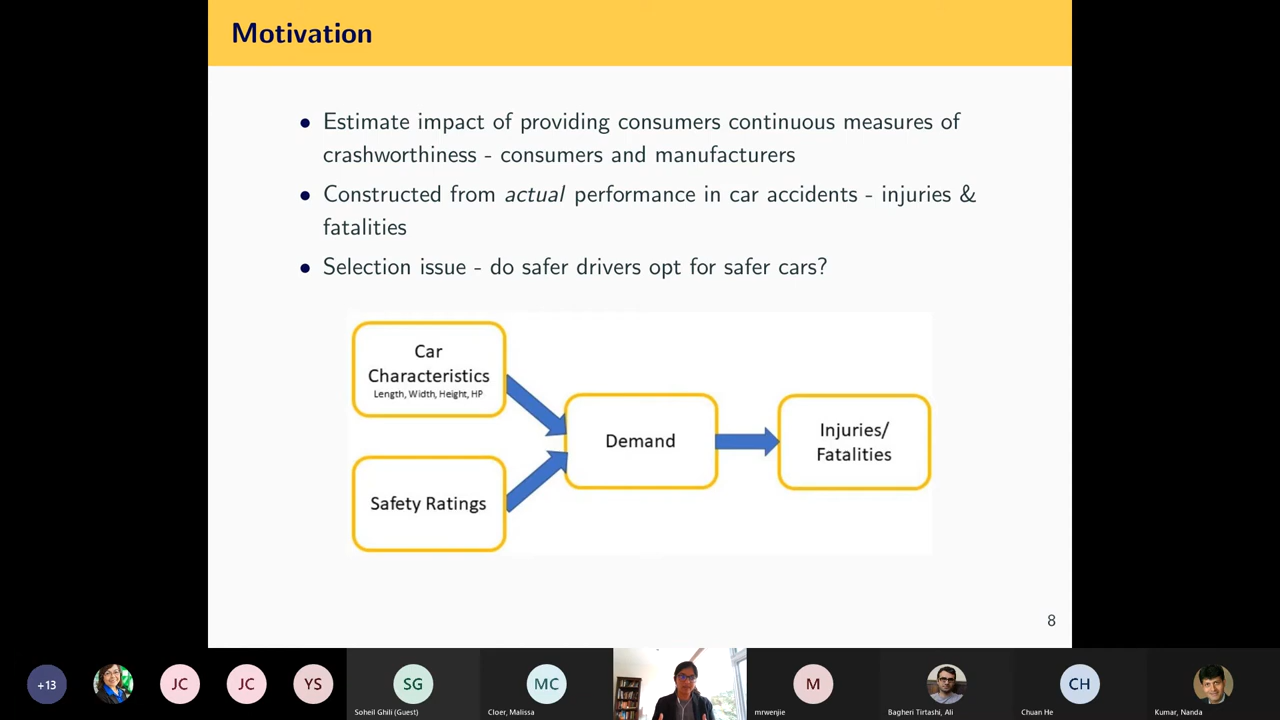 Motivation
• Estimate impact of providing consumers continuous measures of
crashworthiness - consumers and manufacturers
• Constructed from actual performance in car accidents - injuries &
fatalities
• Selection issue - do safer drivers opt for safer cars?
Car
Characteristics
Length, Width, Height, HP
Safety Ratings
Demand
Injuries/
Fatalities
8
+13
JC
JC
YS
SG
Soheil Ghili (Guest)
MC
Cloer, Malissa
M
mrwenjie
Bagheri Tirtashi, Ali
CH
Chuan He
Kumar, Nanda